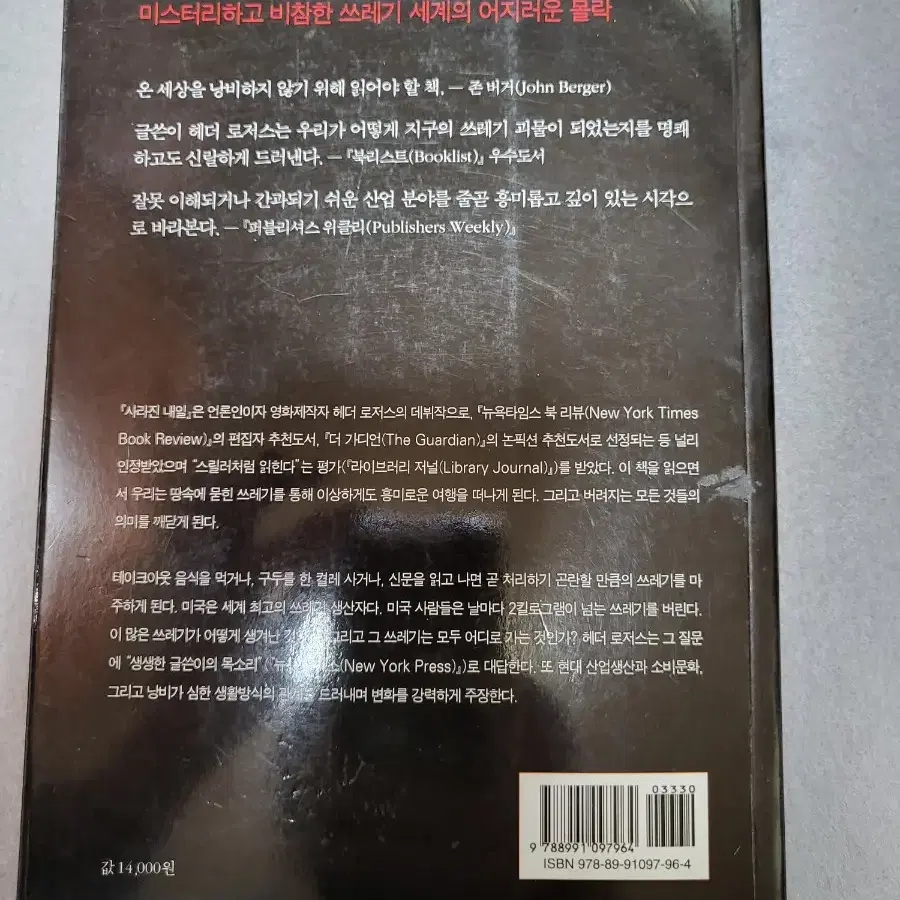 미스터리하고 비참한 쓰레기 세계의 어지러운 몰락
온 세상을 낭비하지 않기 위해 읽어야 할 책. — 존 버거(John Berger)
글쓴이 헤더 로저스는 우리가 어떻게 지구의 쓰레기 괴물이 되었는지를 명쾌
하고도 신랄하게 드러낸다. — 『북리스트(Booklist)』 우수도서
잘못 이해되거나 간과되기 쉬운 산업 분야를 줄곧 흥미롭고 깊이 있는 시각으
로 바라본다. — 『퍼블리셔스 위클리(Publishers Weekly)』
『사라진 내일』은 언론인이자 영화제작자 헤더 로저스의 데뷔작으로, 『뉴욕타임스 북 리뷰(New York Times
Book Review)』의 편집자 추천도서, 『더 가디언(The Guardian)』의 논픽션 추천도서로 선정되는 등 널리
인정받았으며 “스릴러처럼 읽힌다”는 평가(『라이브러리 저널(Library Journal)』)를 받았다. 이 책을 읽으면
서 우리는 땅속에 묻힌 쓰레기를 통해 이상하게도 흥미로운 여행을 떠나게 된다. 그리고 버려지는 모든 것들의
의미를 깨닫게 된다.
테이크아웃 음식을 먹거나, 구두를 한 켤레 사거나, 신문을 읽고 나면 곧 처리하기 곤란할 만큼의 쓰레기를 마
주하게 된다. 미국은 세계 최고의 쓰레기 생산자다. 미국 사람들은 날마다 2킬로그램이 넘는 쓰레기를 버린다.
이 많은 쓰레기가 어떻게 생겨난 그리고 그 쓰레기는 모두 어디로 가는 것인가? 헤더 로저스는 그 질문
에 “생생한 글쓴이의 목소리”(New York Press)』)로 대답한다. 또 현대 산업생산과 소비문화,
그리고 낭비가 심한 생활방식의 드러내며 변화를 강력하게 주장한다.
03330
9 788991 097964
ISBN 978-89-91097-96-4
값 14,000원